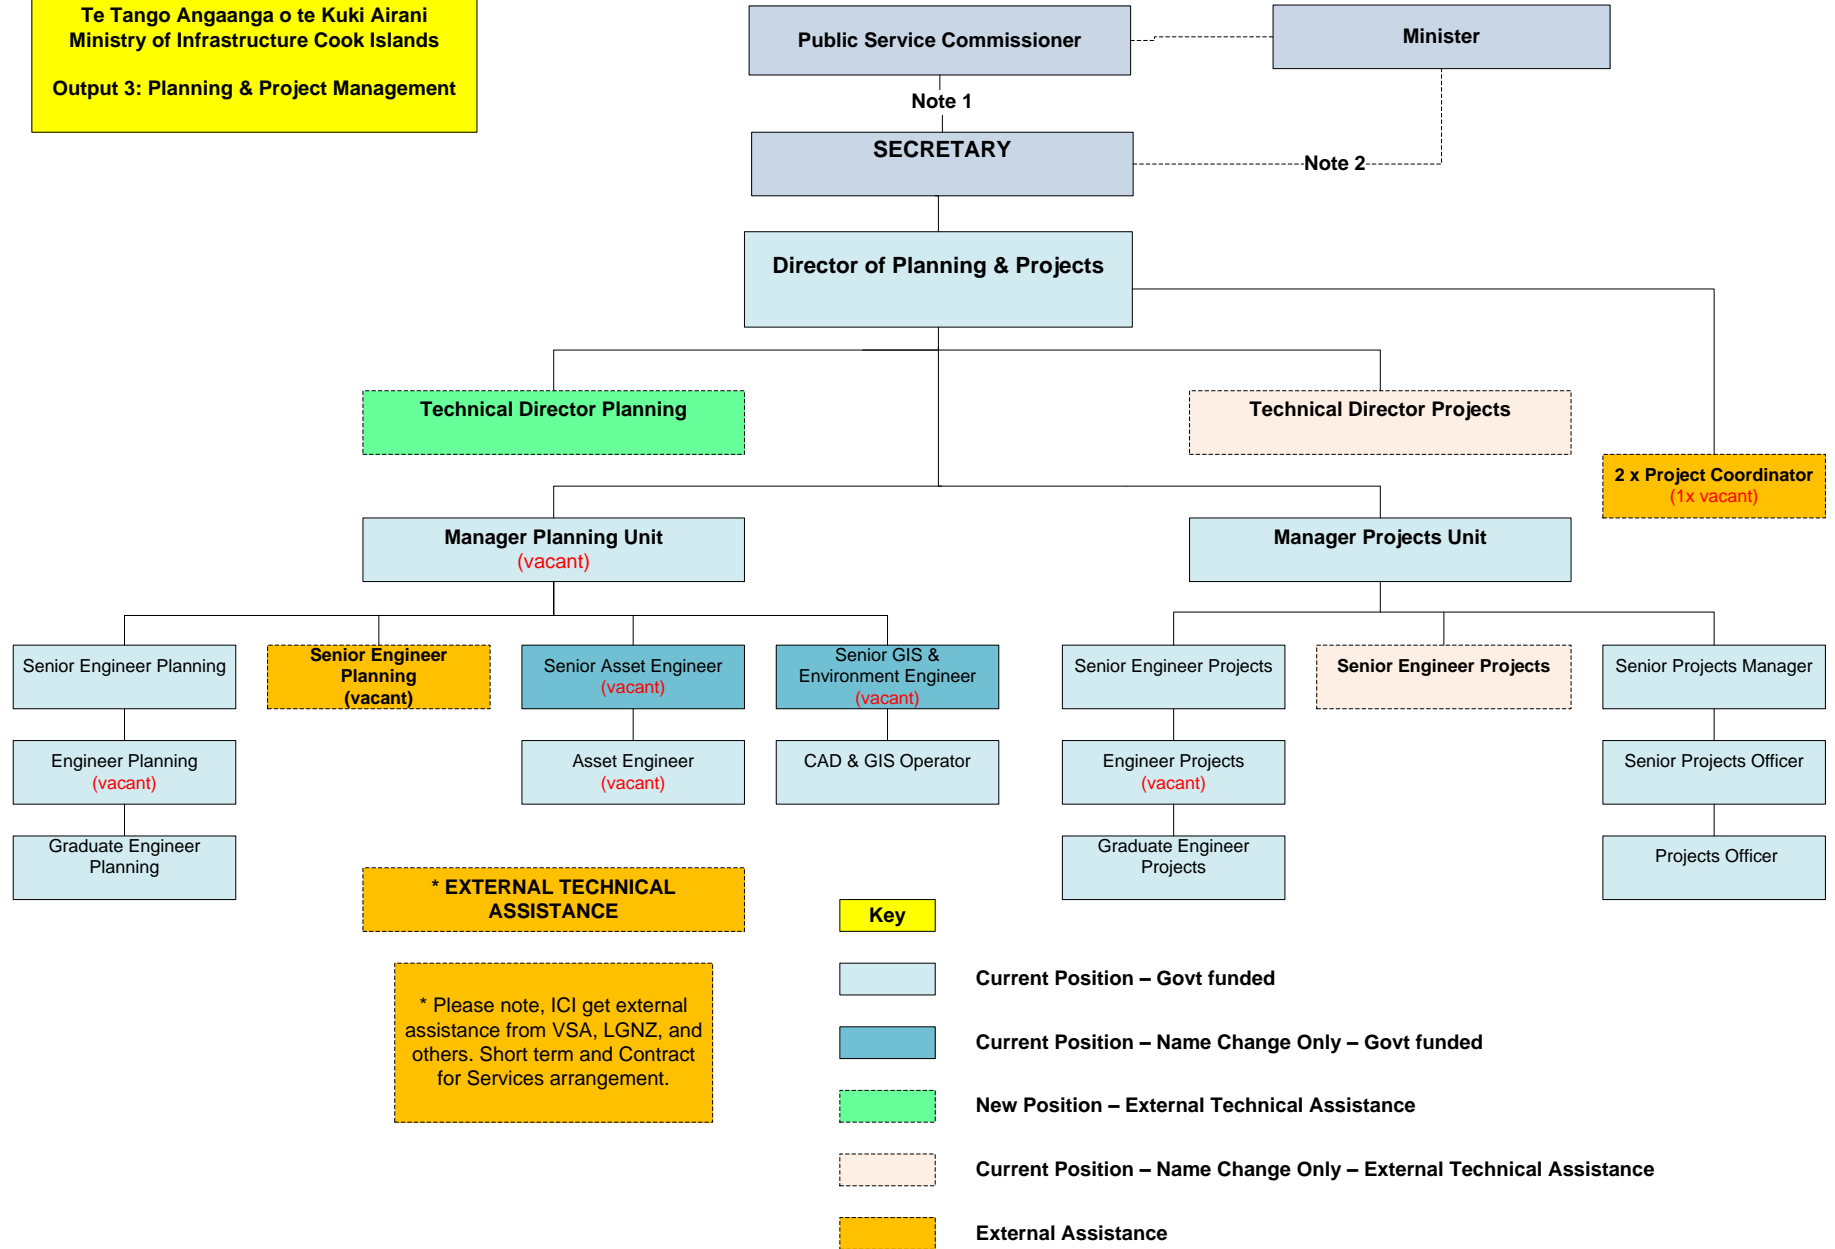 Te Tango Angaanga o te Kuki Airani
Ministry of Infrastructure Cook Islands
Output 3: Planning & Project Management
Public Service Commissioner
Minister
Note 1
SECRETARY
Note 2
Director of Planning & Projects
Technical Director Planning
Technical Director Projects
2 x Project Coordinator
(1x vacant)
Manager Planning Unit
(vacant)
Manager Projects Unit
Senior Engineer Planning
Senior Engineer
Planning
(vacant)
Senior Asset Engineer
(vacant)
Senior GIS &
Environment Engineer
(vacant)
Senior Engineer Projects
Senior Engineer Projects
Senior Projects Manager
Engineer Planning
(vacant)
Asset Engineer
(vacant)
CAD & GIS Operator
Engineer Projects
(vacant)
Senior Projects Officer
Graduate Engineer
Planning
Graduate Engineer
Projects
Projects Officer
* EXTERNAL TECHNICAL
ASSISTANCE
* Please note, ICI get external
assistance from VSA, LGNZ, and
others. Short term and Contract
for Services arrangement.
Key
Current Position – Govt funded
Current Position – Name Change Only – Govt funded
New Position – External Technical Assistance
Current Position – Name Change Only – External Technical Assistance
External Assistance